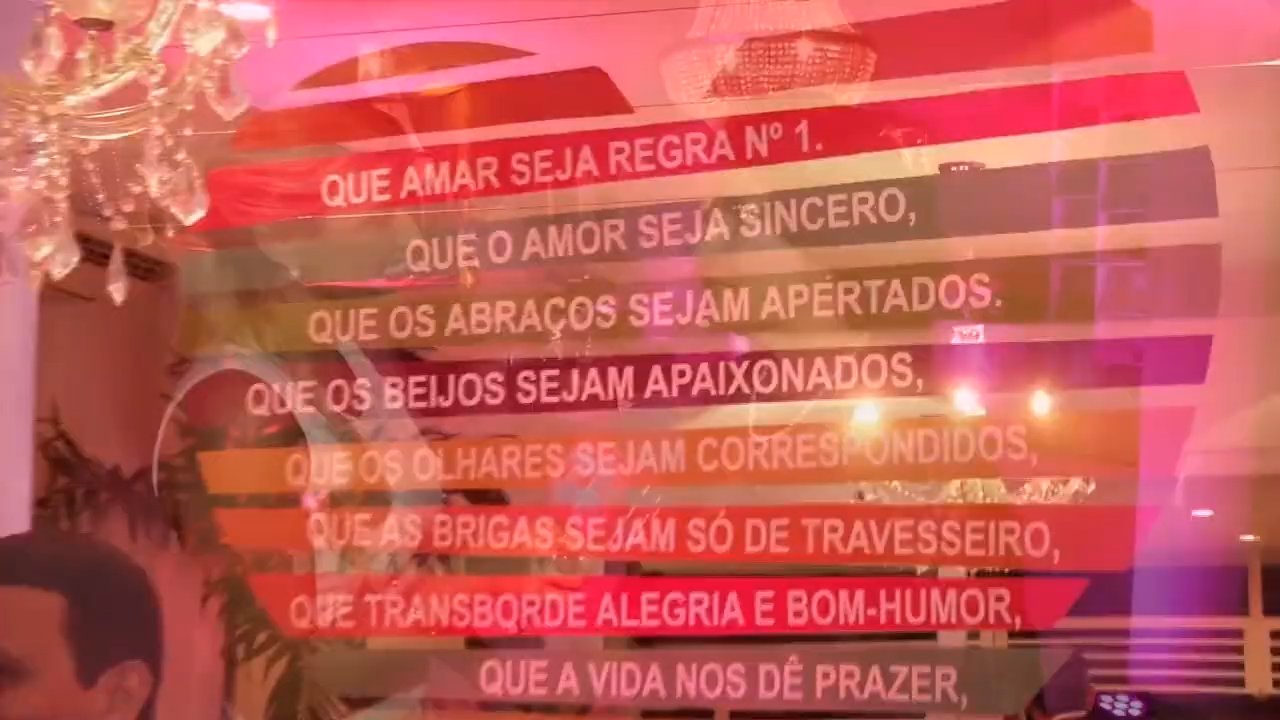 QUE AMAR SEJA REGRA Nº 1.
QUE O AMOR SEJA SINCERO,
QUE OS ABRAÇOS SEJAM APERTADOS.
QUE OS BEIJOS SEJAM APAIXONADOS,
QUE OS OLHARES SEJAM CORRESPONDIDOS,
QUE AS BRIGAS SEJAM SÓ DE TRAVESSEIRO,
QUE TRANSBORDE ALEGRIA E BOM-HUMOR,
QUE A VIDA NOS DÊ PRAZER,